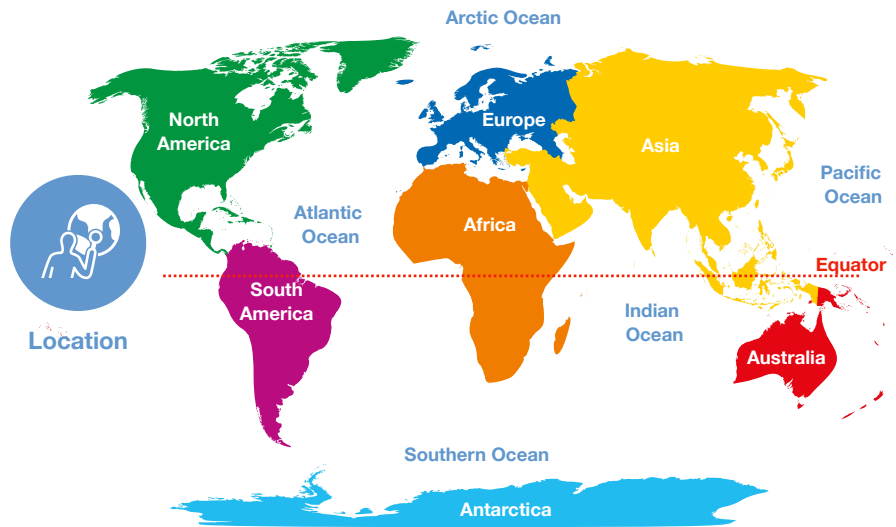 Arctic Ocean
North
America
Europe
Asia
Pacific
Ocean
Atlantic
Ocean
Africa
Equator
South
America
Indian
Ocean
Location
Australia
Southern Ocean
Antarctica